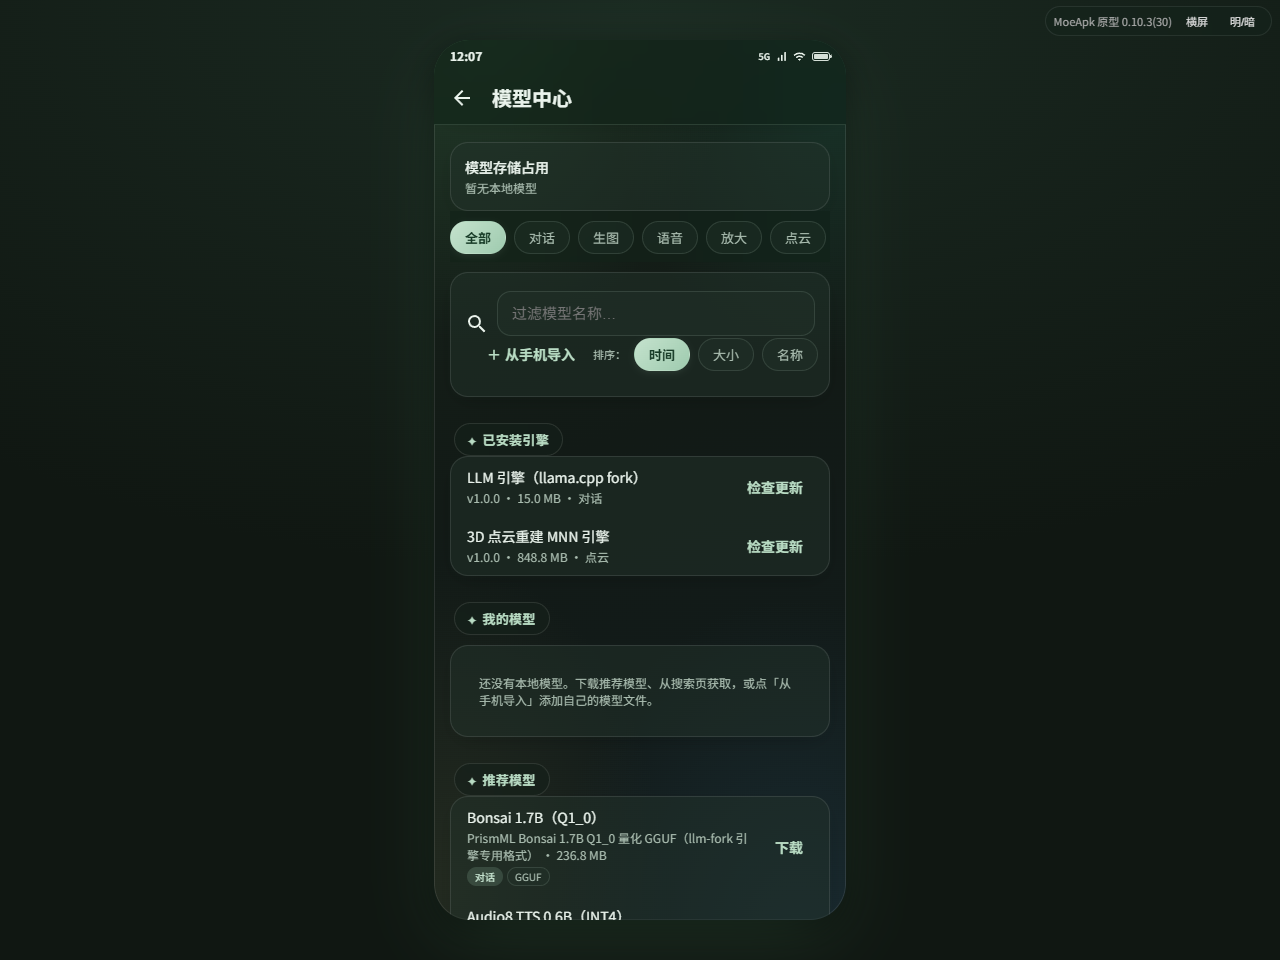 MoeApk 原型 0.10.3(30) 横屏 明/暗
12:07 5G
模型中心
模型存储占用
暂无本地模型
全部 对话 生图 语音 放大 点云
过滤模型名称…
+ 从手机导入 排序: 时间 大小 名称
✦ 已安装引擎
LLM 引擎（llama.cpp fork）
v1.0.0 · 15.0 MB · 对话
检查更新
3D 点云重建 MNN 引擎
v1.0.0 · 848.8 MB · 点云
检查更新
✦ 我的模型
还没有本地模型。下载推荐模型、从搜索页获取，或点「从
手机导入」添加自己的模型文件。
✦ 推荐模型
Bonsai 1.7B（Q1_0）
PrismML Bonsai 1.7B Q1_0 量化 GGUF（llm-fork 引
擎专用格式） · 236.8 MB
下载
对话 GGUF
Audio8 TTS 0.6B（INT4）